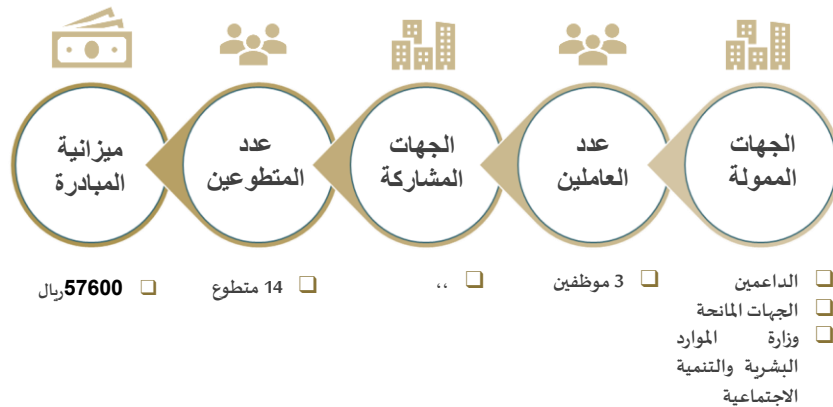 الجهات
الممولة
عدد
العاملين
الجهات
المشاركة
عدد
المتطوعين
ميزانية
المبادرة
الداعمين
الجهات المانحة
وزارة الموارد
البشرية والتنمية
الاجتماعية
3 موظفين
،،
14 متطوع
57600ريال